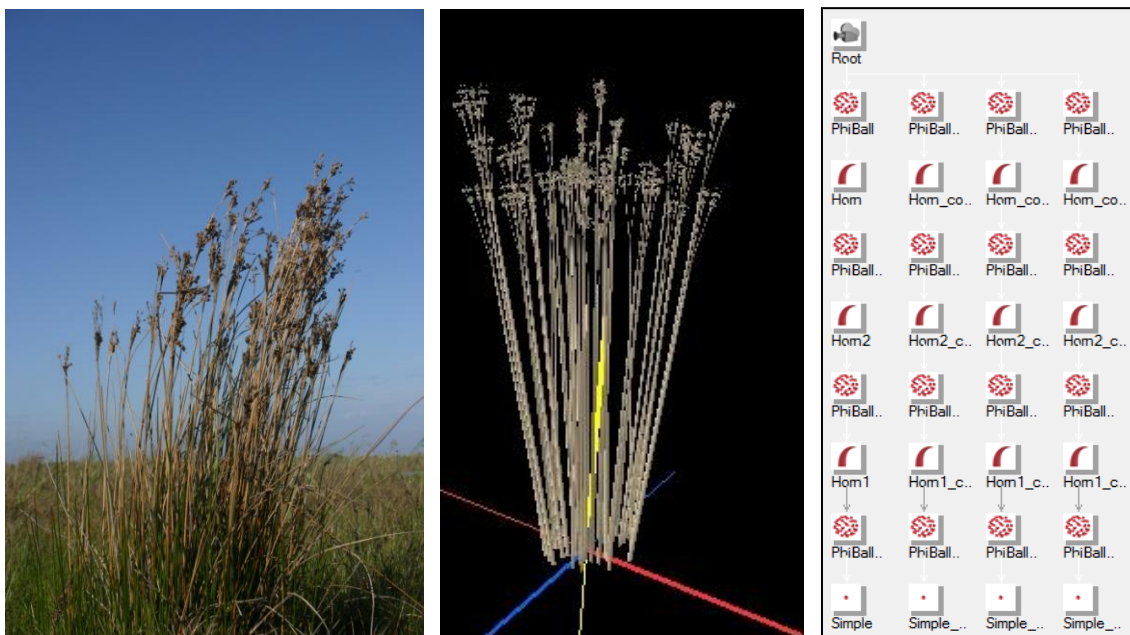 Root
PhiBall PhiBall.. PhiBall.. PhiBall..
Horn Horn_co.. Horn_co.. Horn_co..
PhiBall.. PhiBall.. PhiBall.. PhiBall..
Horn2 Horn2_c.. Horn2_c.. Horn2_c..
PhiBall.. PhiBall.. PhiBall.. PhiBall..
Horn1 Horn1_c.. Horn1_c.. Horn1_c..
PhiBall.. PhiBall.. PhiBall.. PhiBall..
Simple Simple_.. Simple_.. Simple_..